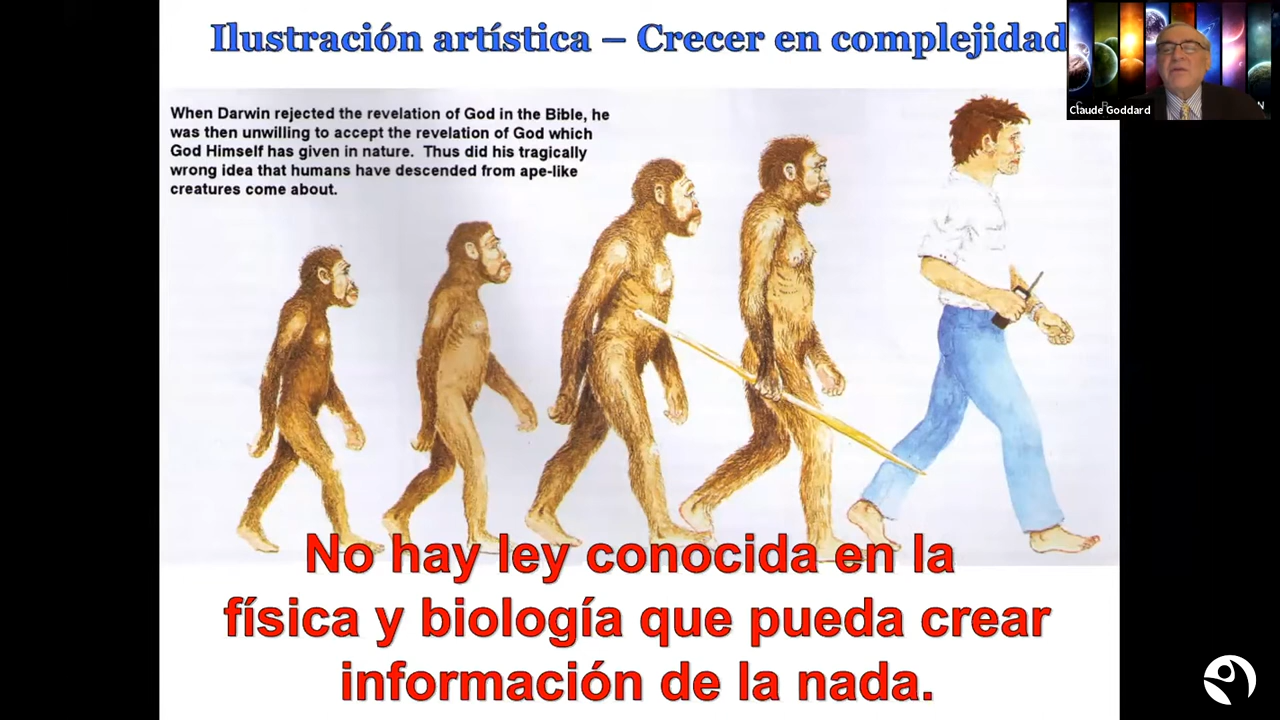 Ilustración artística – Crecer en complejidad
When Darwin rejected the revelation of God in the Bible, he
was then unwilling to accept the revelation of God which
God Himself has given in nature.  Thus did his tragically
wrong idea that humans have descended from ape-like
creatures come about.
Claude Goddard
No hay ley conocida en la
física y biología que pueda crear
información de la nada.